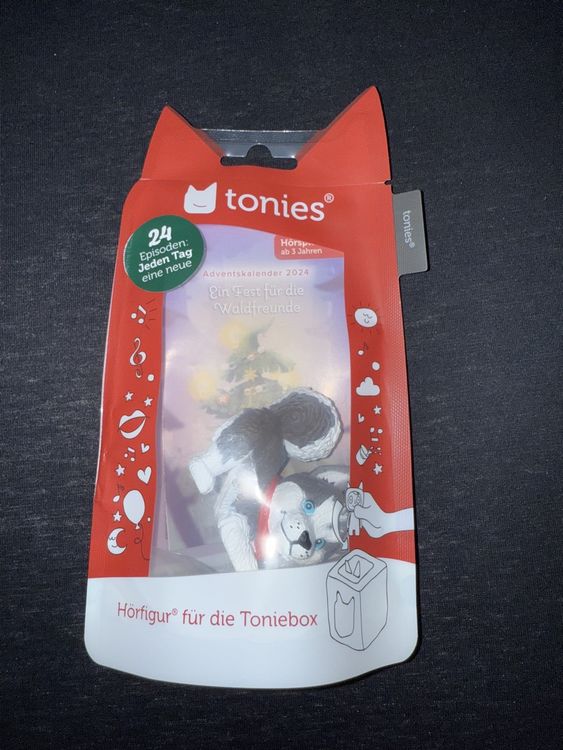 tonies®
tonies®
24
Episoden:
Jeden Tag
eine neue
ab 3 Jahren
Adventskalender 2024
Ein Fest für die
Waldfreunde
Hörfigur® für die Toniebox